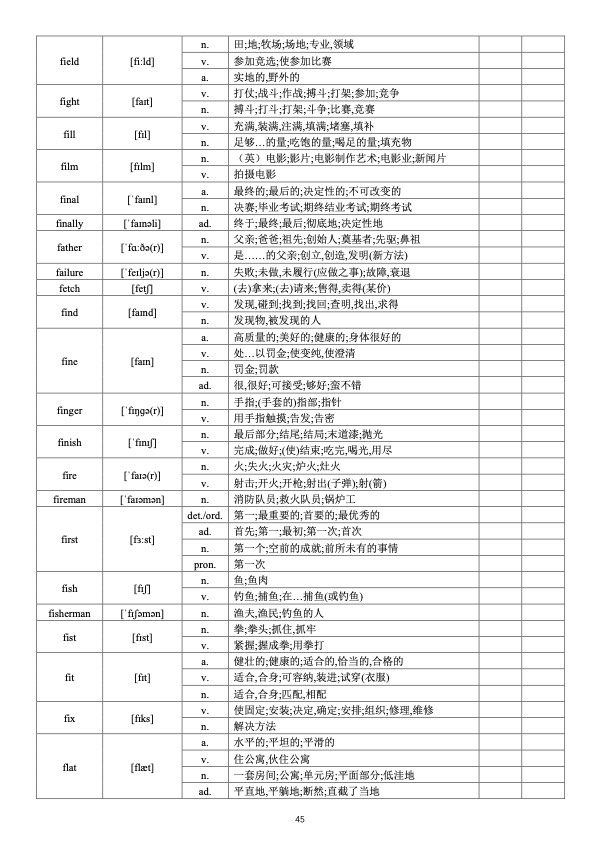 field [fi:ld] n. 田;地;牧场;场地;专业,领域
v. 参加竞选;使参加比赛
a. 实地的,野外的
fight [faɪt] v. 打仗;战斗;作战;搏斗;打架;参加;竞争
n. 搏斗;打斗;打架;斗争;比赛,竞赛
fill [fɪl] v. 充满,装满,注满,填满;堵塞,填补
n. 足够…的量;吃饱的量;喝足的量;填充物
film [fɪlm] n. （英）电影;影片;电影制作艺术;电影业;新闻片
v. 拍摄电影
final [ˈfaɪnl] a. 最终的;最后的;决定性的;不可改变的
n. 决赛;毕业考试;期终结业考试;期终考试
finally [ˈfaɪnəli] ad. 终于;最终;最后;彻底地;决定性地
father [ˈfɑːðə(r)] n. 父亲;爸爸;祖先;创始人;奠基者;先驱;鼻祖
v. 是……的父亲;创立,创造,发明(新方法)
failure [ˈfeɪljə(r)] n. 失败;未做,未履行(应做之事);故障,衰退
fetch [fetʃ] v. (去)拿来;(去)请来;售得,卖得(某价)
find [faɪnd] v. 发现,碰到;找到;找回;查明,找出,求得
n. 发现物,被发现的人
fine [faɪn] a. 高质量的;美好的;健康的;身体很好的
v. 处…以罚金;使变纯,使澄清
n. 罚金;罚款
ad. 很,很好;可接受;够好;蛮不错
finger [ˈfɪŋɡə(r)] n. 手指;(手套的)指部;指针
v. 用手指触摸;告发;告密
finish [ˈfɪnɪʃ] n. 最后部分;结尾;结局;末道漆;抛光
v. 完成;做好;(使)结束;吃完,喝光,用尽
fire [ˈfaɪə(r)] n. 火;失火;火灾;炉火;灶火
v. 射击;开火;开枪;射出(子弹);射(箭)
fireman [ˈfaɪəmən] n. 消防队员;救火队员;锅炉工
first [fɜ:st] det./ord. 第一;最重要的;首要的;最优秀的
ad. 首先;第一;最初;第一次;首次
n. 第一个;空前的成就;前所未有的事情
pron. 第一次
fish [fɪʃ] n. 鱼;鱼肉
v. 钓鱼;捕鱼;在…捕鱼(或钓鱼)
fisherman [ˈfɪʃəmən] n. 渔夫,渔民;钓鱼的人
fist [fɪst] n. 拳;拳头;抓住,抓牢
v. 紧握;握成拳;用拳打
fit [fɪt] a. 健壮的;健康的;适合的,恰当的,合格的
v. 适合,合身;可容纳,装进;试穿(衣服)
n. 适合,合身;匹配,相配
fix [fɪks] v. 使固定;安装;决定,确定;安排;组织;修理,维修
n. 解决方法
flat [flæt] a. 水平的;平坦的;平滑的
v. 住公寓,伙住公寓
n. 一套房间;公寓;单元房;平面部分;低洼地
ad. 平直地,平躺地;断然;直截了当地
45